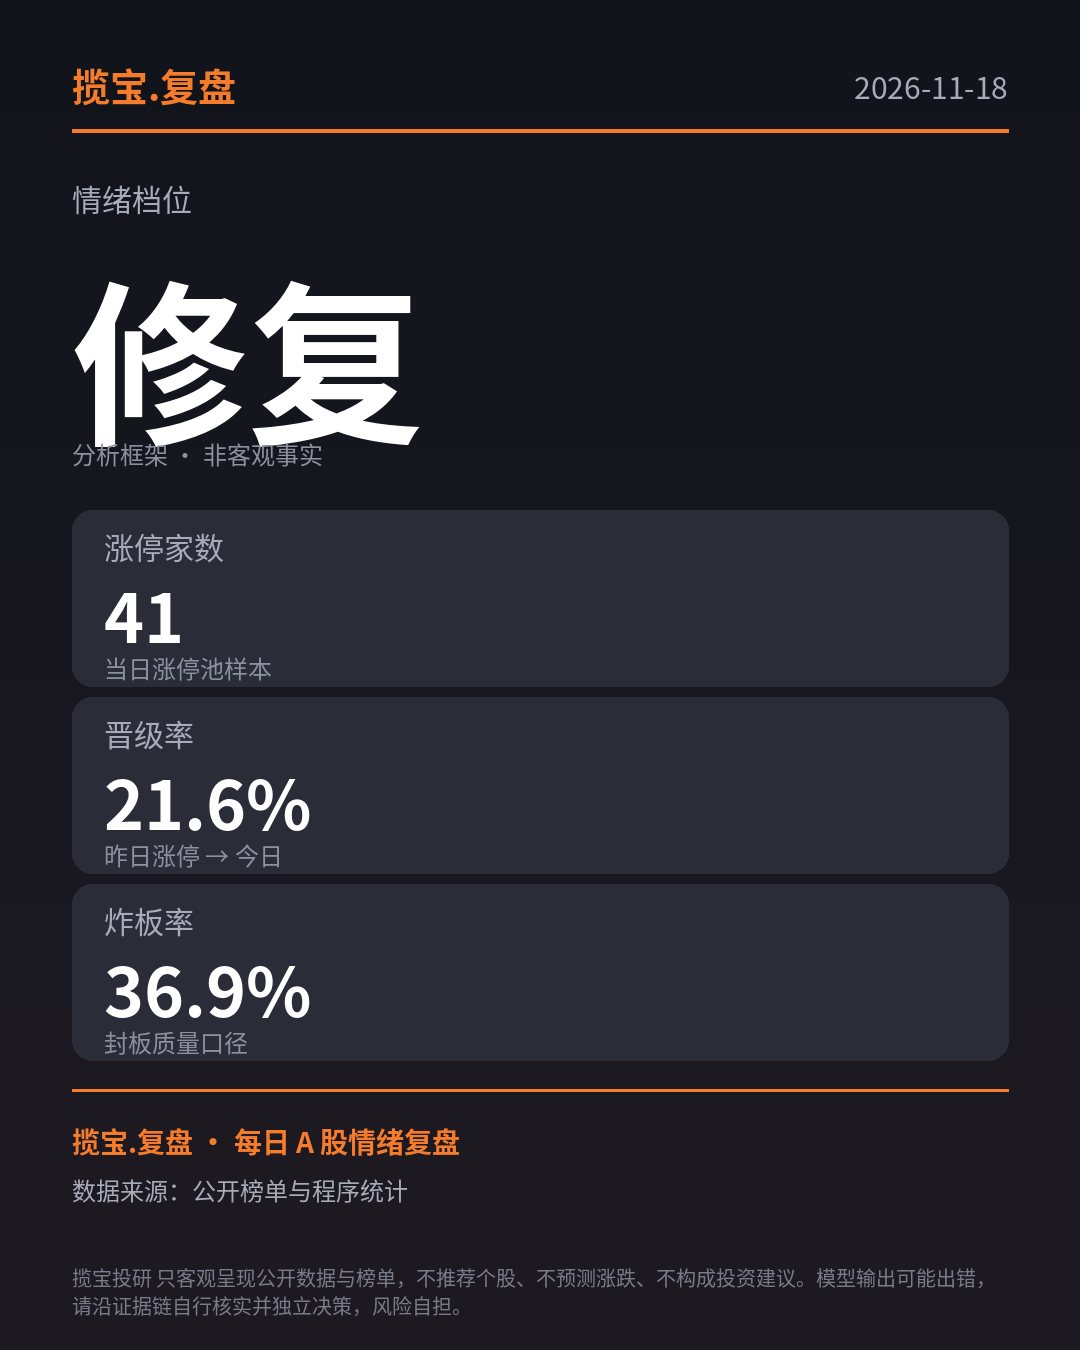 揽宝.复盘
2026-11-18
情绪档位
修复
分析框架 · 非客观事实
涨停家数
41
当日涨停池样本
晋级率
21.6%
昨日涨停 → 今日
炸板率
36.9%
封板质量口径
揽宝.复盘 · 每日 A 股情绪复盘
数据来源：公开榜单与程序统计
揽宝投研 只客观呈现公开数据与榜单，不推荐个股、不预测涨跌、不构成投资建议。模型输出可能出错，
请沿证据链自行核实并独立决策，风险自担。